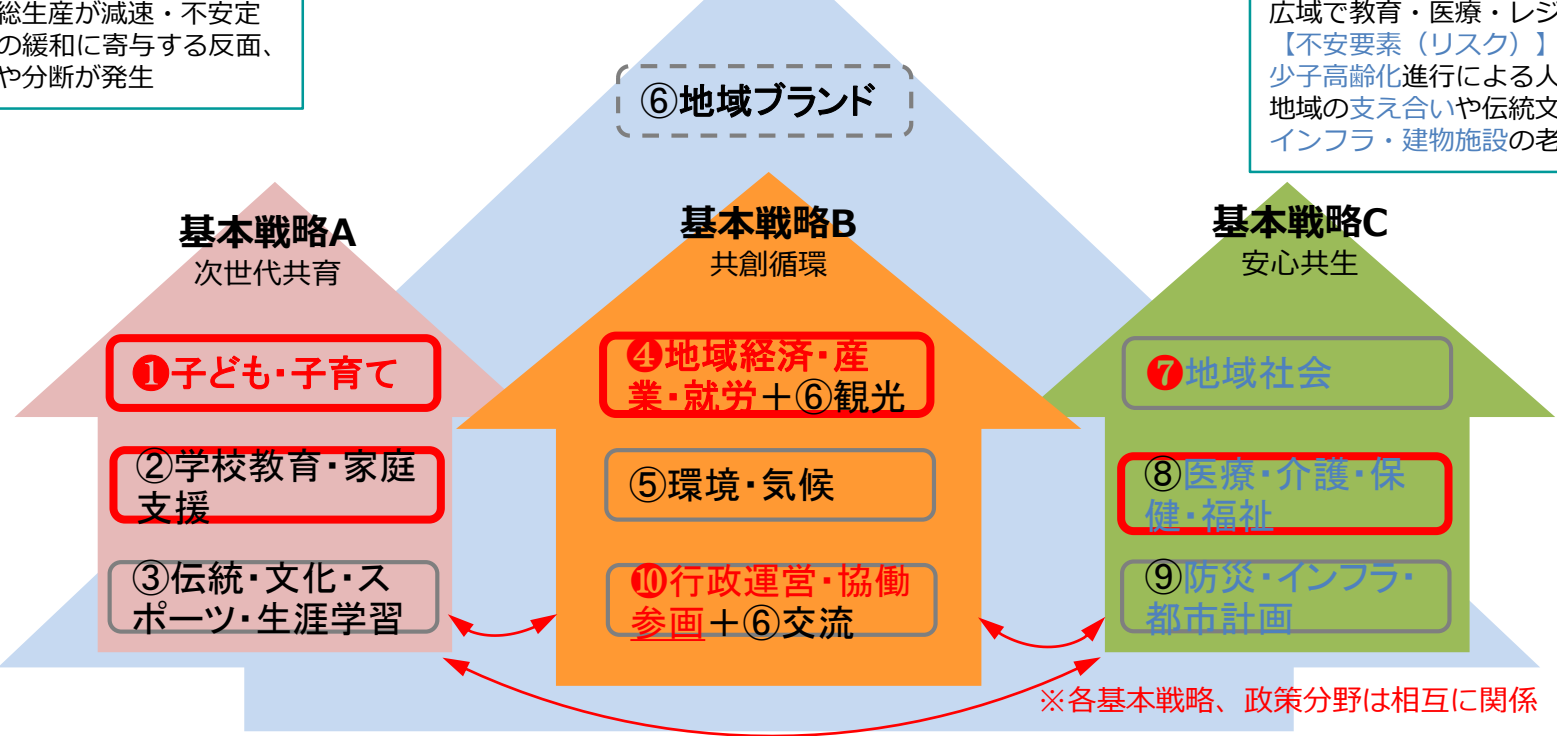 総生産が減速・不安定
の緩和に寄与する反面、
や分断が発生
広域で教育・医療・レジ
【不安要素（リスク）】
少子高齢化進行による人
地域の支え合いや伝統文
インフラ・建物施設の老
⑥地域ブランド
基本戦略A
次世代共育
❶子ども・子育て
②学校教育・家庭
支援
③伝統・文化・ス
ポーツ・生涯学習
基本戦略B
共創循環
❹地域経済・産
業・就労＋⑥観光
⑤環境・気候
❿行政運営・協働
参画＋⑥交流
基本戦略C
安心共生
❼地域社会
⑧医療・介護・保
健・福祉
⑨防災・インフラ・
都市計画
※各基本戦略、政策分野は相互に関係